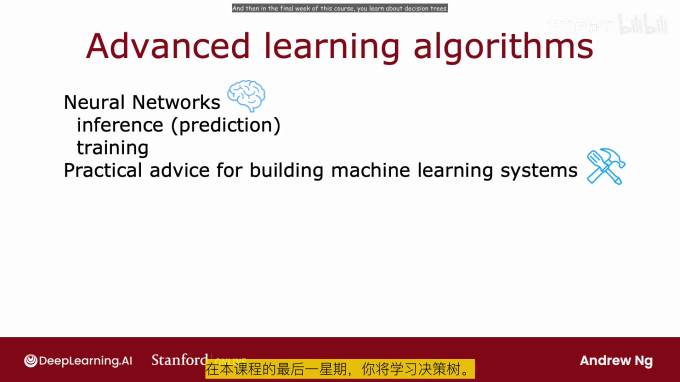 And then in the final week of this course, you learn about decision trees
bilibili
Advanced learning algorithms
Neural Networks
inference (prediction)
training
Practical advice for building machine learning systems
DeepLearning.AI
Stanford
Andrew Ng
在本课程的最后一星期，你将学习决策树。